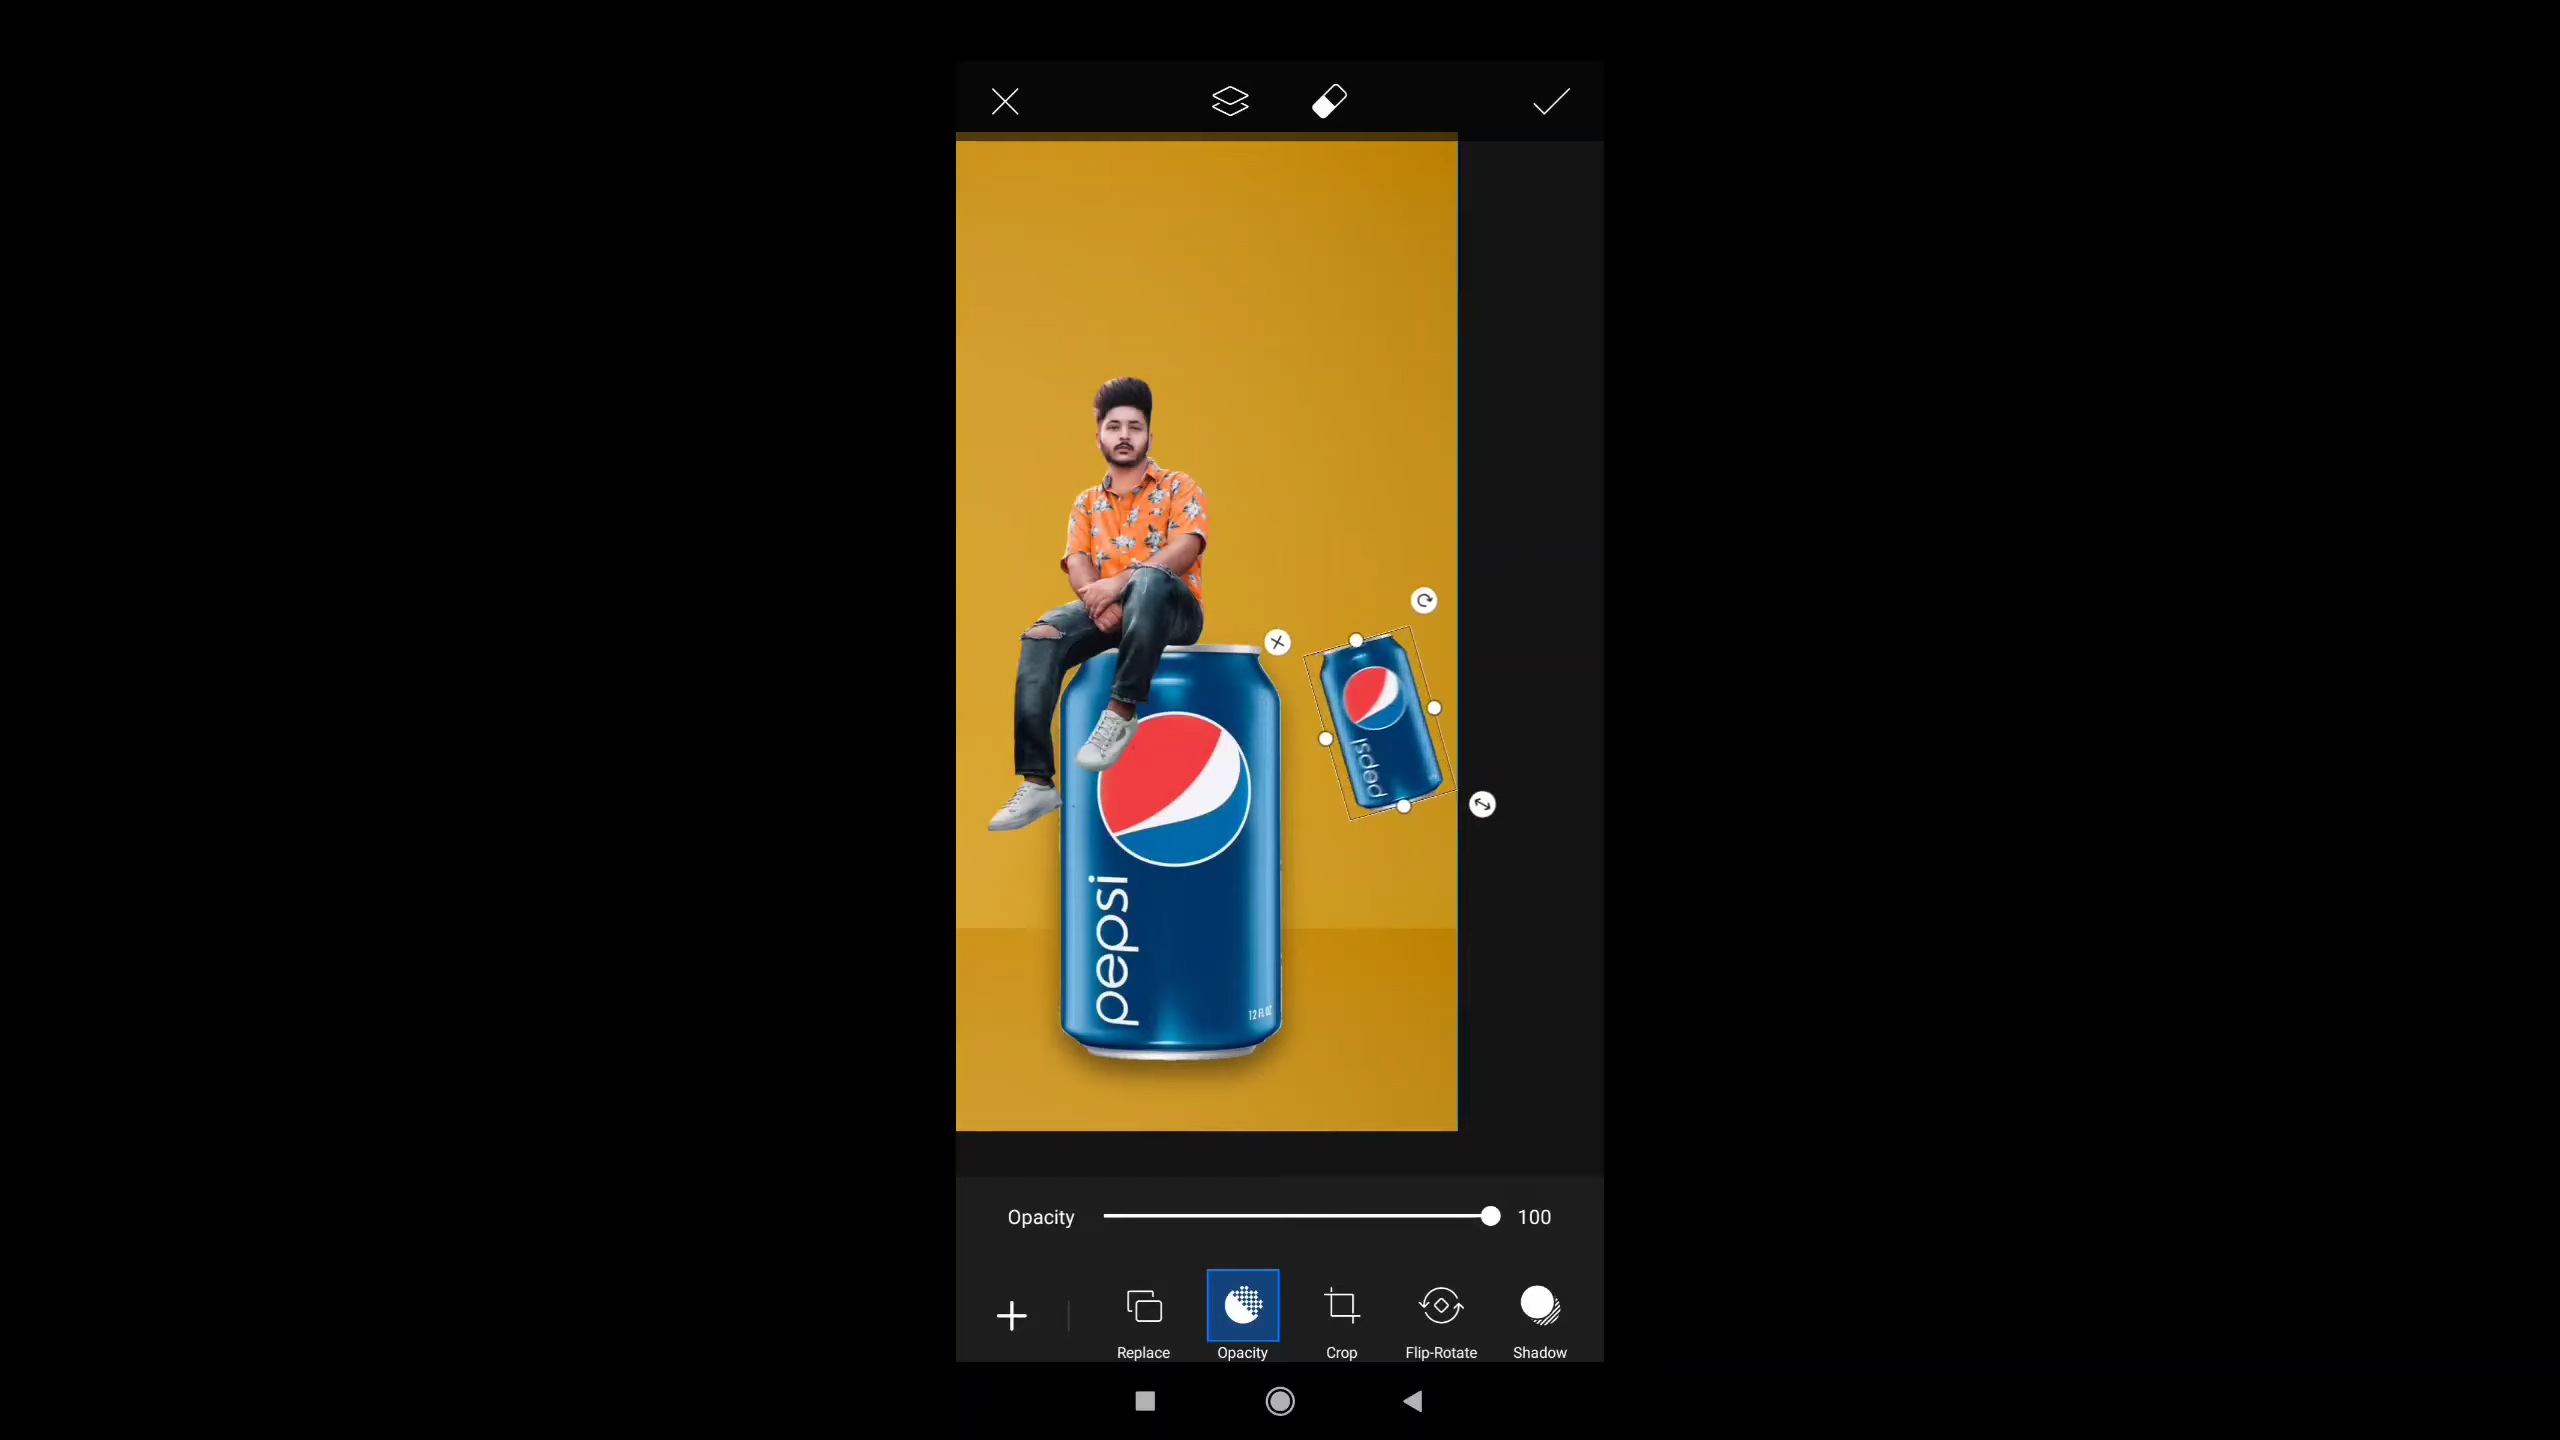 pepsi
pepsi
12 FL OZ
Opacity 100
Replace Opacity Crop Flip-Rotate Shadow